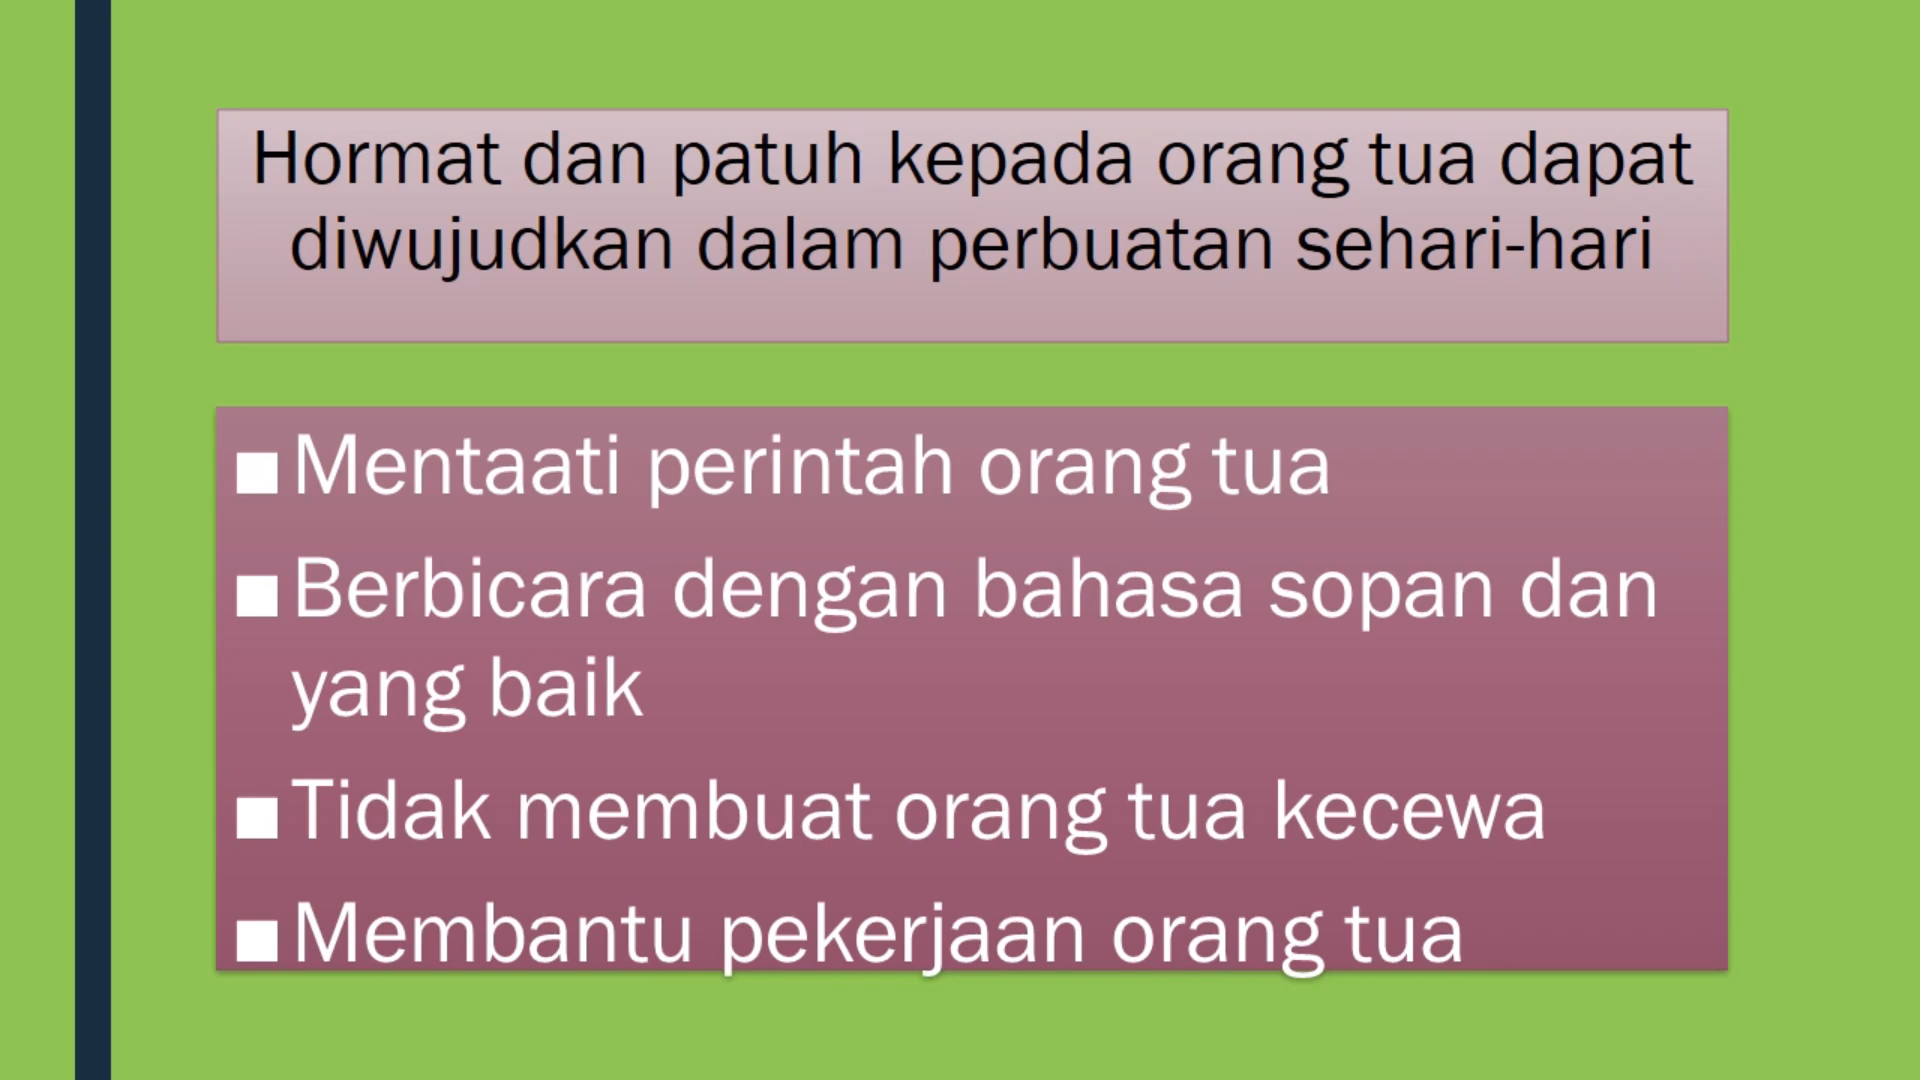 Hormat dan patuh kepada orang tua dapat
diwujudkan dalam perbuatan sehari-hari
■ Mentaati perintah orang tua
■ Berbicara dengan bahasa sopan dan
yang baik
■ Tidak membuat orang tua kecewa
■ Membantu pekerjaan orang tua